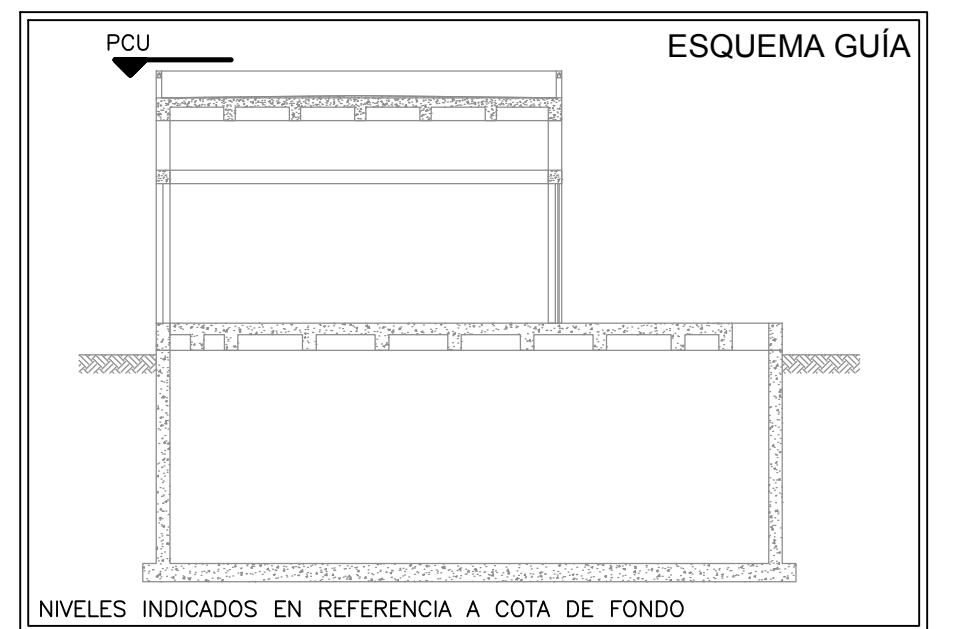 PCU
ESQUEMA GUÍA
NIVELES INDICADOS EN REFERENCIA A COTA DE FONDO